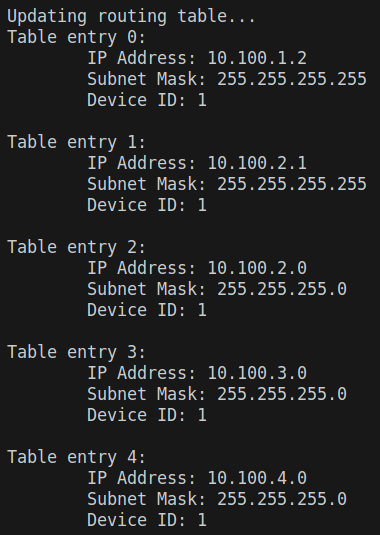 Updating routing table...
Table entry 0:
IP Address: 10.100.1.2
Subnet Mask: 255.255.255.255
Device ID: 1
Table entry 1:
IP Address: 10.100.2.1
Subnet Mask: 255.255.255.255
Device ID: 1
Table entry 2:
IP Address: 10.100.2.0
Subnet Mask: 255.255.255.0
Device ID: 1
Table entry 3:
IP Address: 10.100.3.0
Subnet Mask: 255.255.255.0
Device ID: 1
Table entry 4:
IP Address: 10.100.4.0
Subnet Mask: 255.255.255.0
Device ID: 1